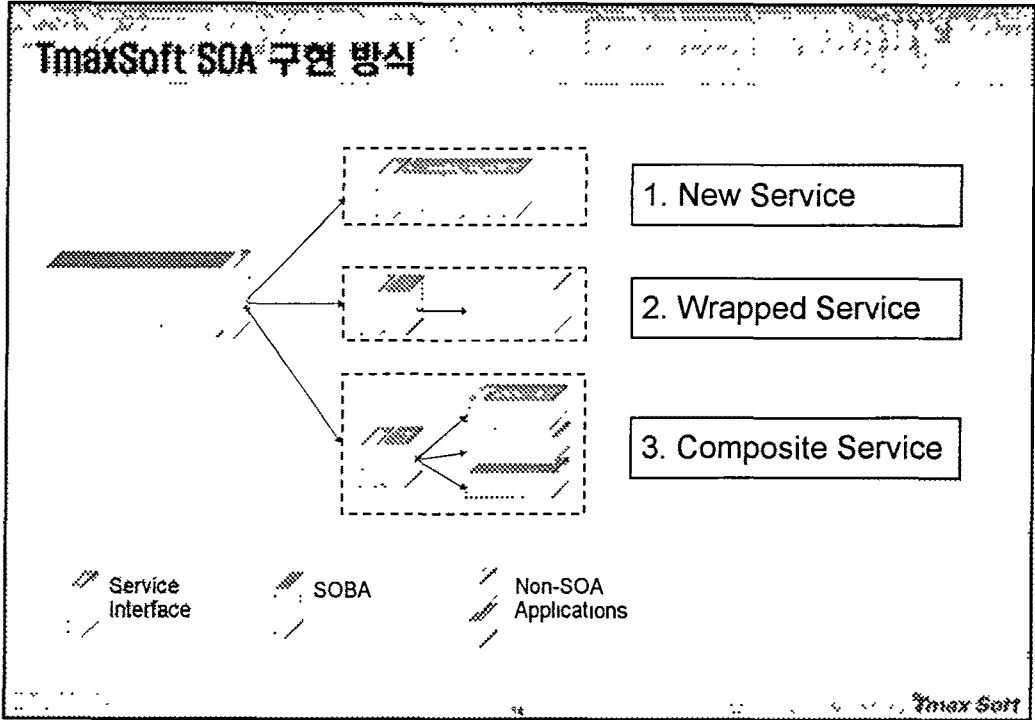 TmaxSoft SOA 구현 방식
1. New Service
2. Wrapped Service
3. Composite Service
Service
Interface
SOBA
Non-SOA
Applications
Tmax Soft